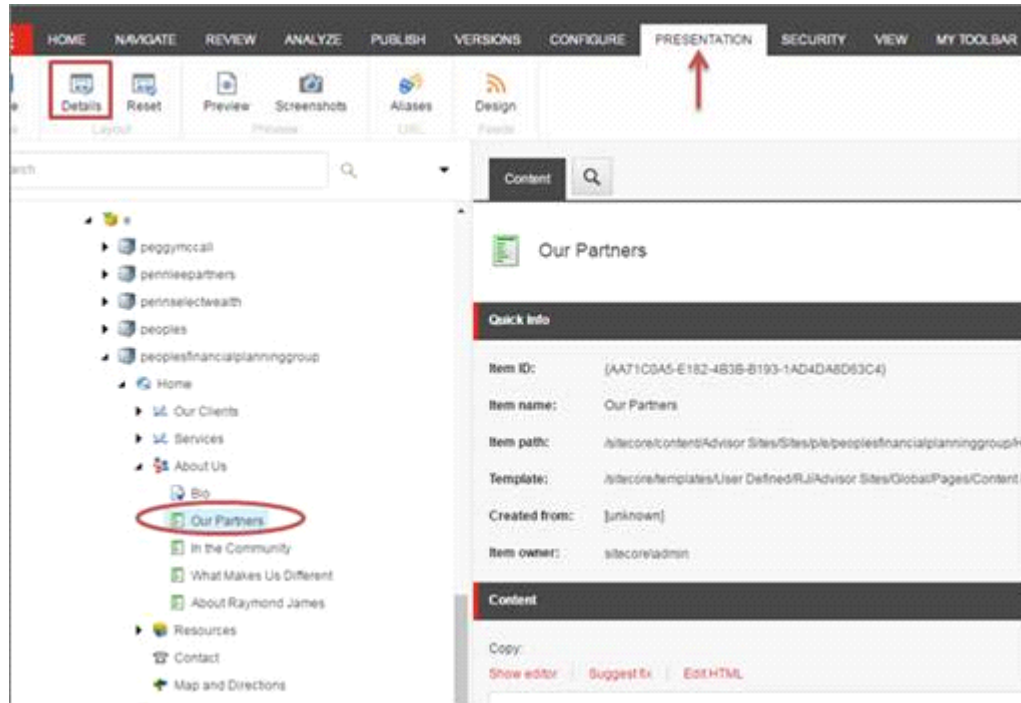 HOME NAVIGATE REVIEW ANALYZE PUBLISH VERSIONS CONFIGURE PRESENTATION SECURITY VIEW MY TOOLBAR
Details Reset Preview Screenshots Aliases Design
Layout Preview URL Feeds
Content
e
peggymccall
pennleepartners
pennselectwealth
peoples
peoplesfinancialplanninggroup
Home
Our Clients
Services
About Us
Bio
Our Partners
In the Community
What Makes Us Different
About Raymond James
Resources
Contact
Map and Directions
Our Partners
Quick Info
Item ID: {AA71C0A5-E182-4B3B-B193-1AD4DA8D63C4}
Item name: Our Partners
Item path: /sitecore/content/Advisor Sites/Sites/p/e/peoplesfinancialplanninggroup/
Template: /sitecore/templates/User Defined/RJ/Advisor Sites/Global/Pages/Content
Created from: [unknown]
Item owner: sitecore\admin
Content
Copy:
Show editor Suggest fix Edit HTML